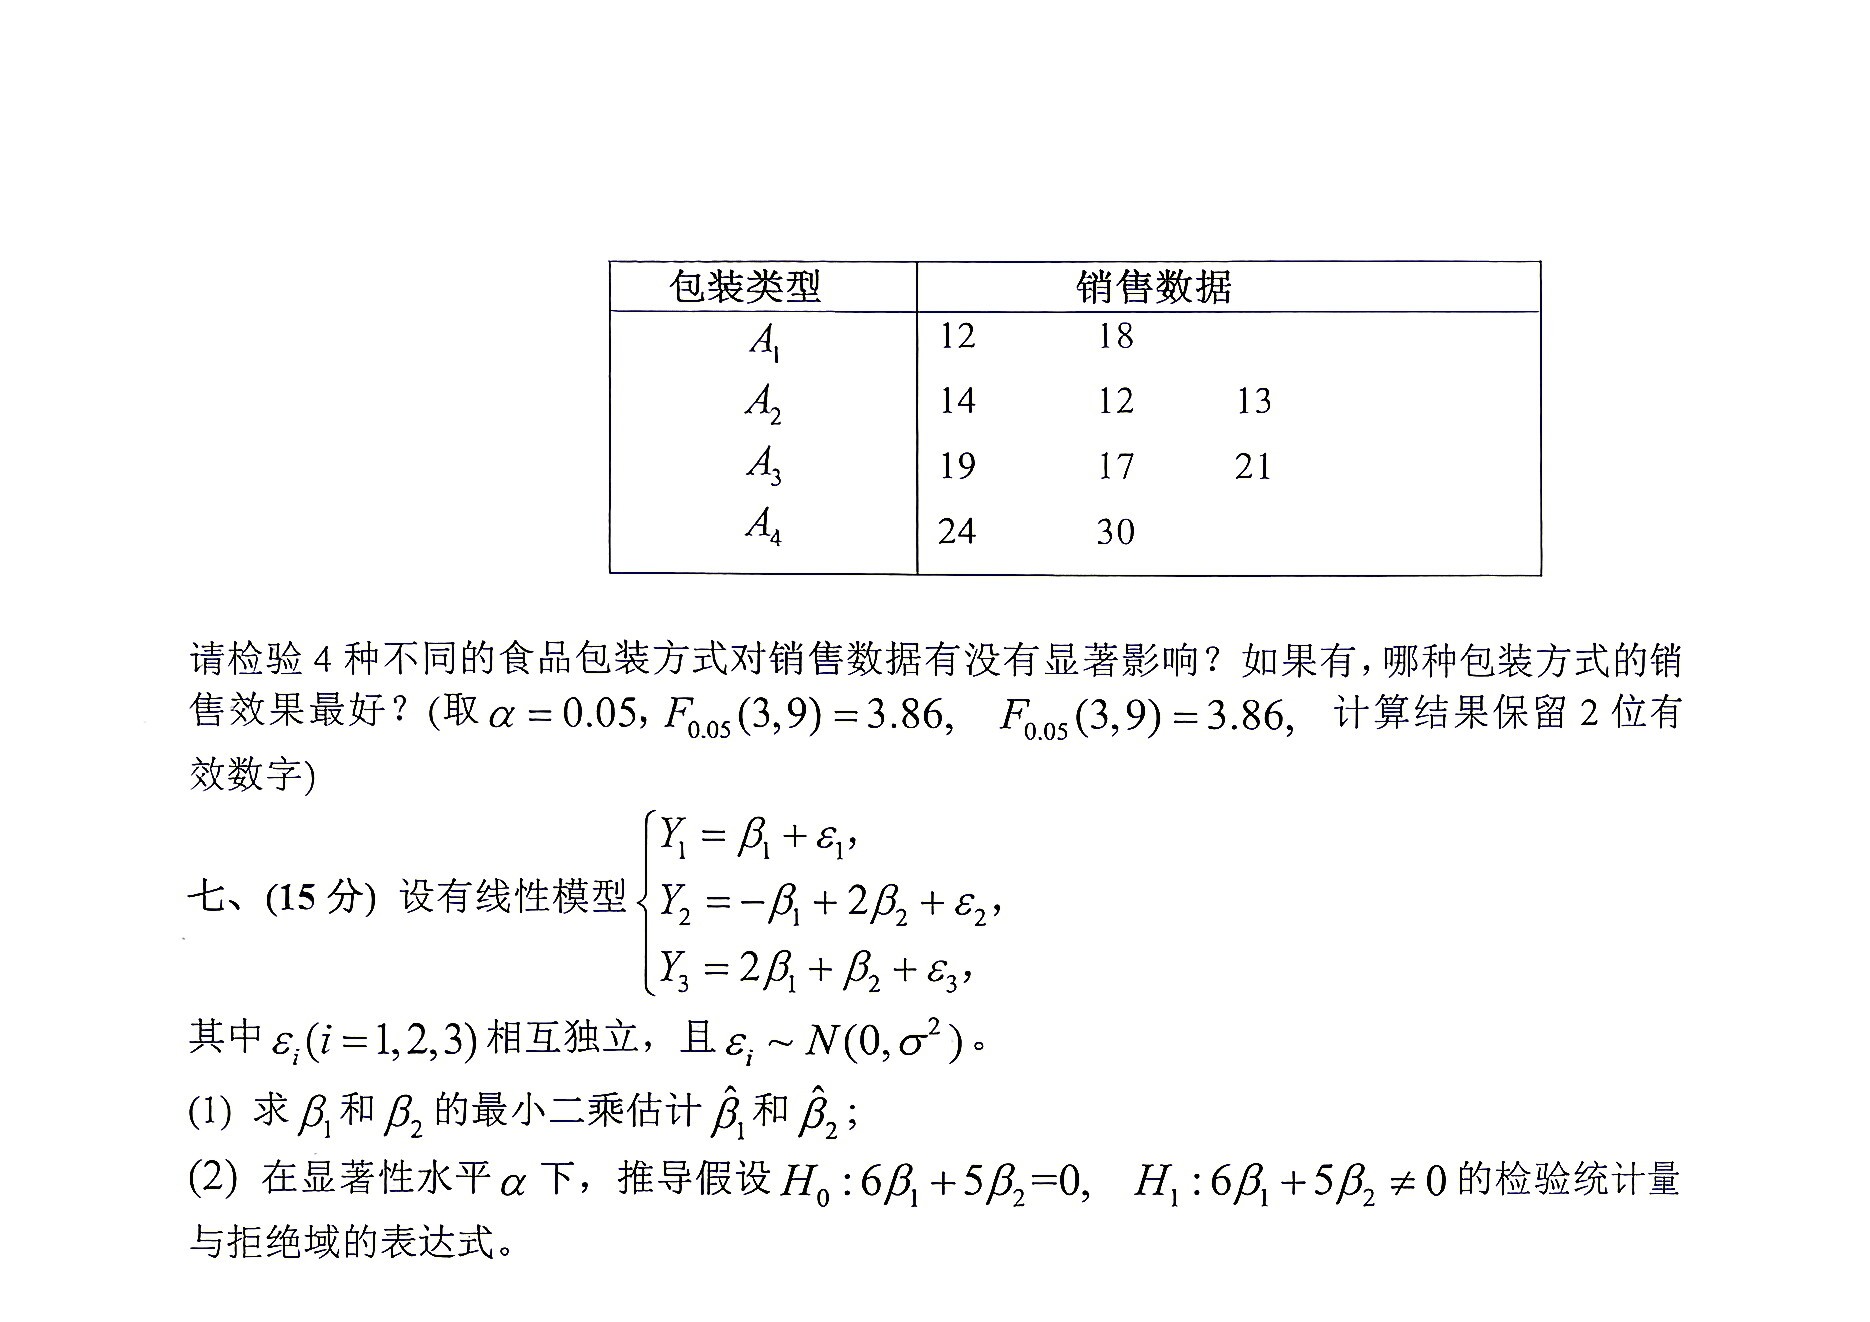 包装类型 销售数据
A₁ 12 18
A₂ 14 12 13
A₃ 19 17 21
A₄ 24 30
请检验 4 种不同的食品包装方式对销售数据有没有显著影响？如果有，哪种包装方式的销
售效果最好？(取 α = 0.05, F₀.₀₅(3,9) = 3.86, F₀.₀₅(3,9) = 3.86, 计算结果保留 2 位有
效数字)
七、(15 分) 设有线性模型
Y₁ = β₁ + ε₁,
Y₂ = −β₁ + 2β₂ + ε₂,
Y₃ = 2β₁ + β₂ + ε₃,
其中 εᵢ(i = 1,2,3) 相互独立，且 εᵢ ~ N(0,σ²)。
(1) 求 β₁ 和 β₂ 的最小二乘估计 β̂₁ 和 β̂₂；
(2) 在显著性水平 α 下，推导假设 H₀ : 6β₁ + 5β₂=0, H₁ : 6β₁ + 5β₂ ≠ 0 的检验统计量
与拒绝域的表达式。